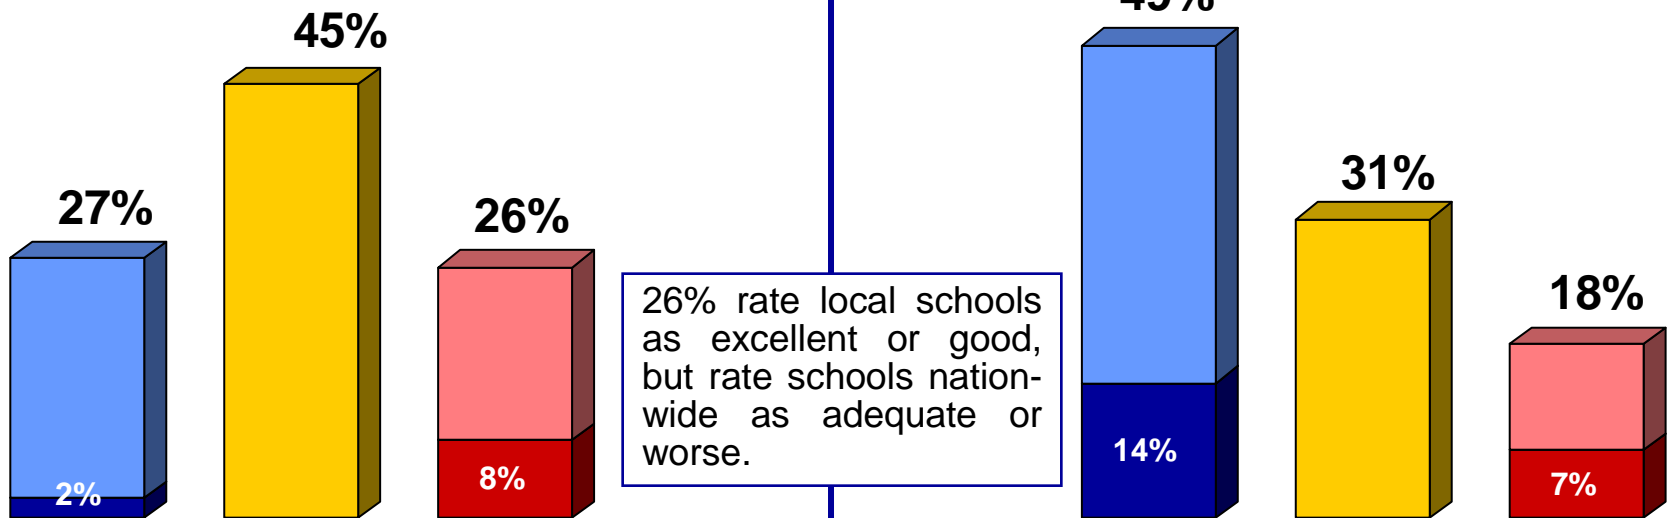 45%
49%
31%
27%
26%
18%
26% rate local schools
as excellent or good,
but rate schools nation-
wide as adequate or
worse.
2%
8%
14%
7%